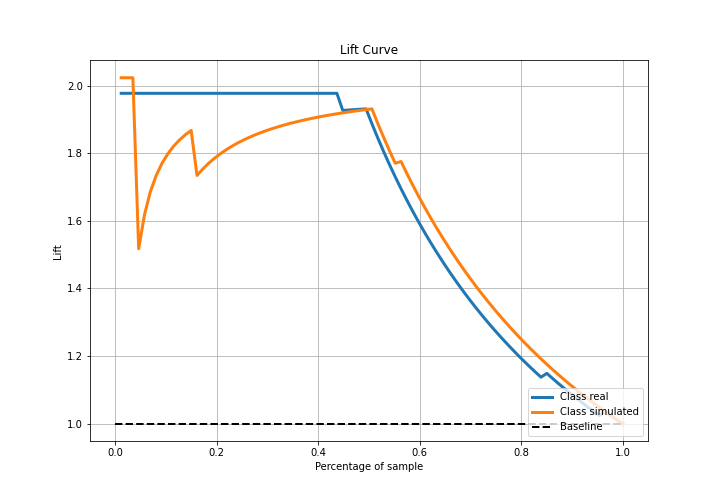 Lift Curve
Lift
2.0
1.8
1.6
1.4
1.2
1.0
0.0 0.2 0.4 0.6 0.8 1.0
Percentage of sample
Class real
Class simulated
Baseline